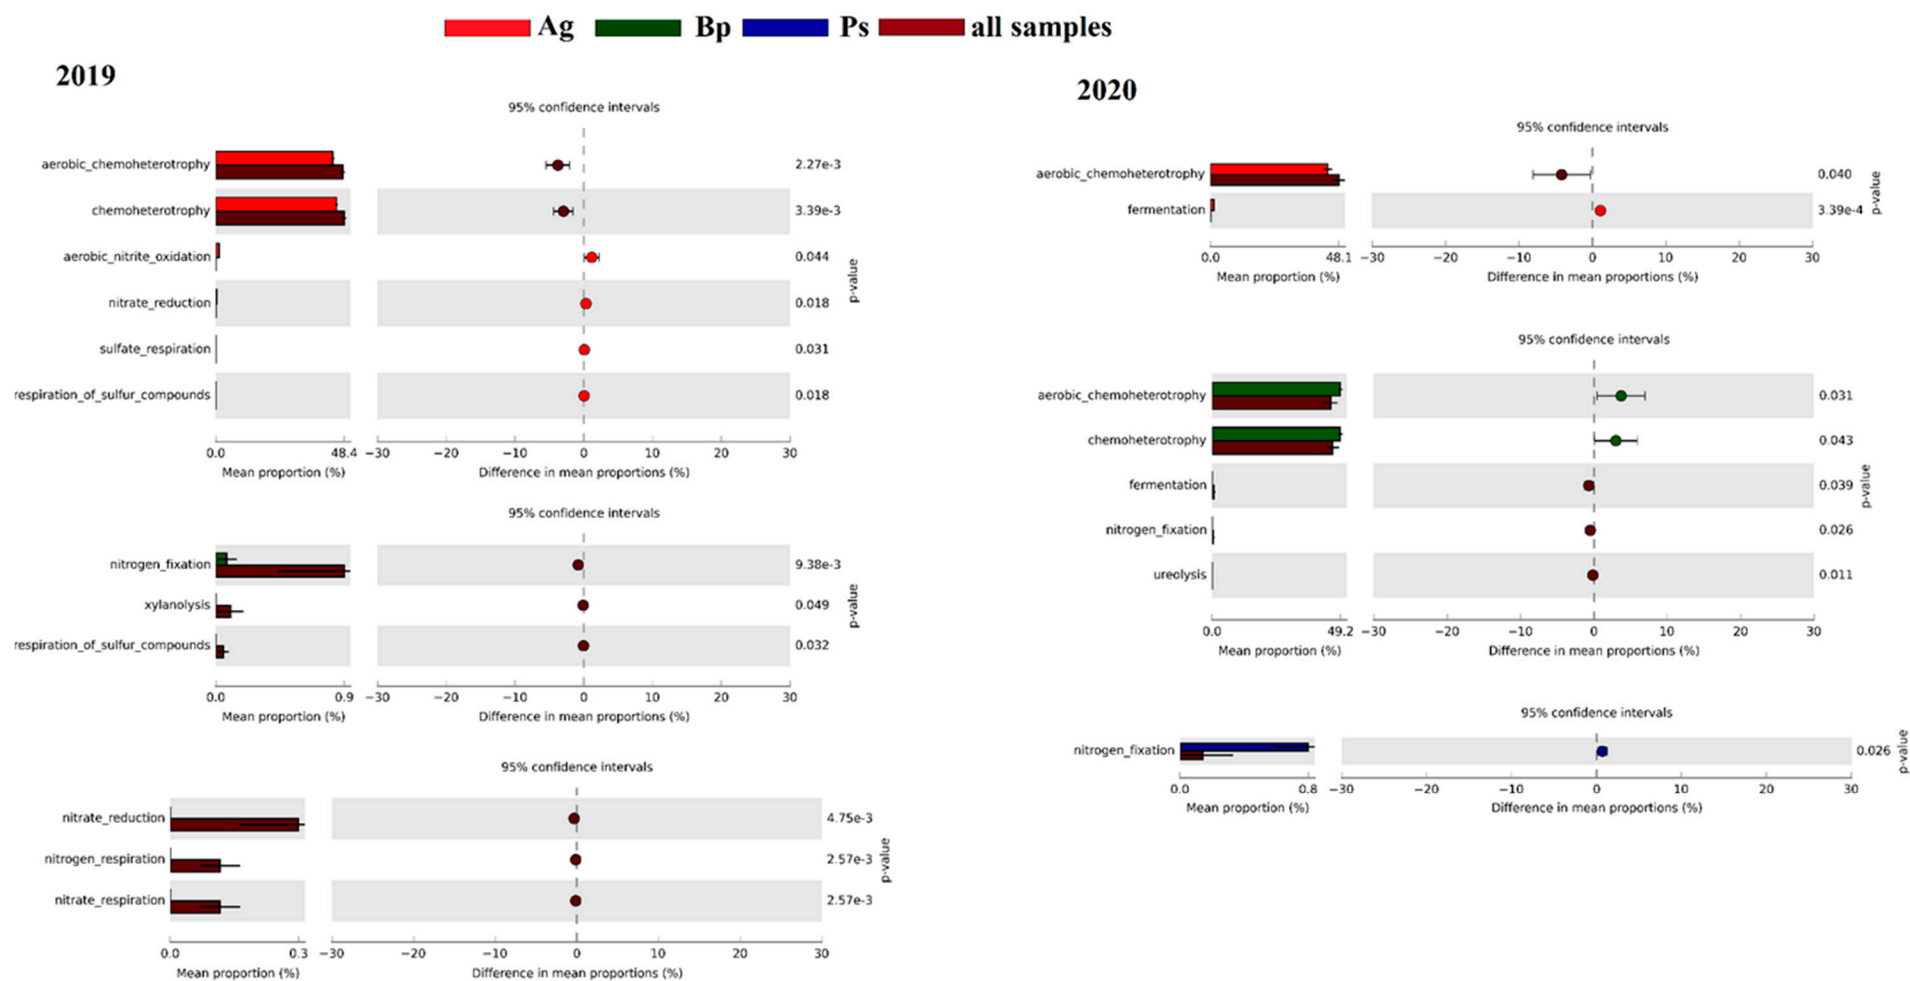 Ag Bp Ps all samples
2019
95% confidence intervals
aerobic_chemoheterotrophy 2.27e-3
chemoheterotrophy 3.39e-3
aerobic_nitrite_oxidation 0.044
nitrate_reduction 0.018
sulfate_respiration 0.031
respiration_of_sulfur_compounds 0.018
p-value
0.0 48.4 −30 −20 −10 0 10 20 30
Mean proportion (%) Difference in mean proportions (%)
95% confidence intervals
nitrogen_fixation 9.38e-3
xylanolysis 0.049
respiration_of_sulfur_compounds 0.032
p-value
0.0 0.9 −30 −20 −10 0 10 20 30
Mean proportion (%) Difference in mean proportions (%)
95% confidence intervals
nitrate_reduction 4.75e-3
nitrogen_respiration 2.57e-3
nitrate_respiration 2.57e-3
p-value
0.0 0.3 −30 −20 −10 0 10 20 30
Mean proportion (%) Difference in mean proportions (%)
2020
95% confidence intervals
aerobic_chemoheterotrophy 0.040
fermentation 3.39e-4
p-value
0.0 48.1 −30 −20 −10 0 10 20 30
Mean proportion (%) Difference in mean proportions (%)
95% confidence intervals
aerobic_chemoheterotrophy 0.031
chemoheterotrophy 0.043
fermentation 0.039
nitrogen_fixation 0.026
ureolysis 0.011
p-value
0.0 49.2 −30 −20 −10 0 10 20 30
Mean proportion (%) Difference in mean proportions (%)
95% confidence intervals
nitrogen_fixation 0.026
p-value
0.0 0.8 −30 −20 −10 0 10 20 30
Mean proportion (%) Difference in mean proportions (%)